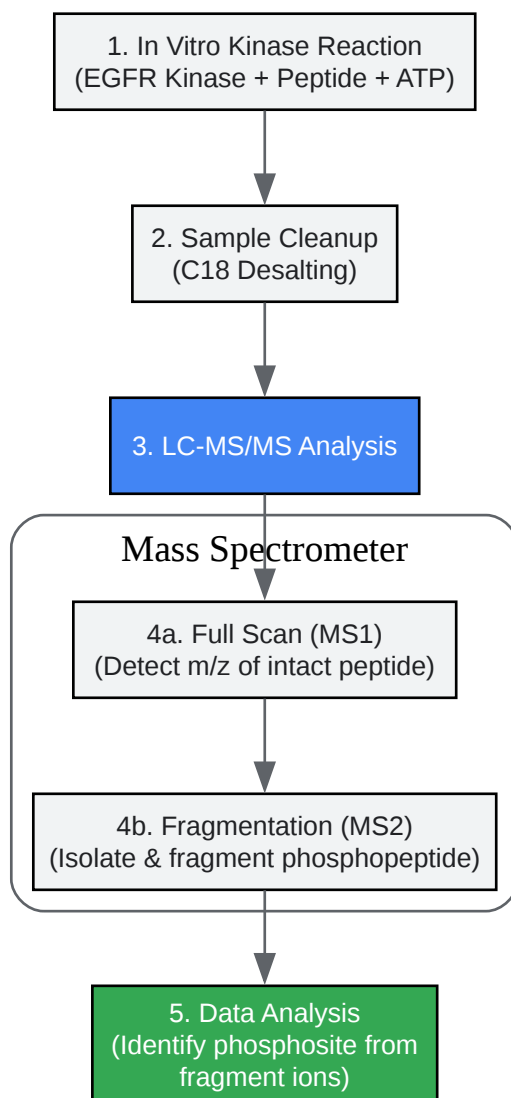 1. In Vitro Kinase Reaction
(EGFR Kinase + Peptide + ATP)
2. Sample Cleanup
(C18 Desalting)
3. LC-MS/MS Analysis
Mass Spectrometer
4a. Full Scan (MS1)
(Detect m/z of intact peptide)
4b. Fragmentation (MS2)
(Isolate & fragment phosphopeptide)
5. Data Analysis
(Identify phosphosite from
fragment ions)